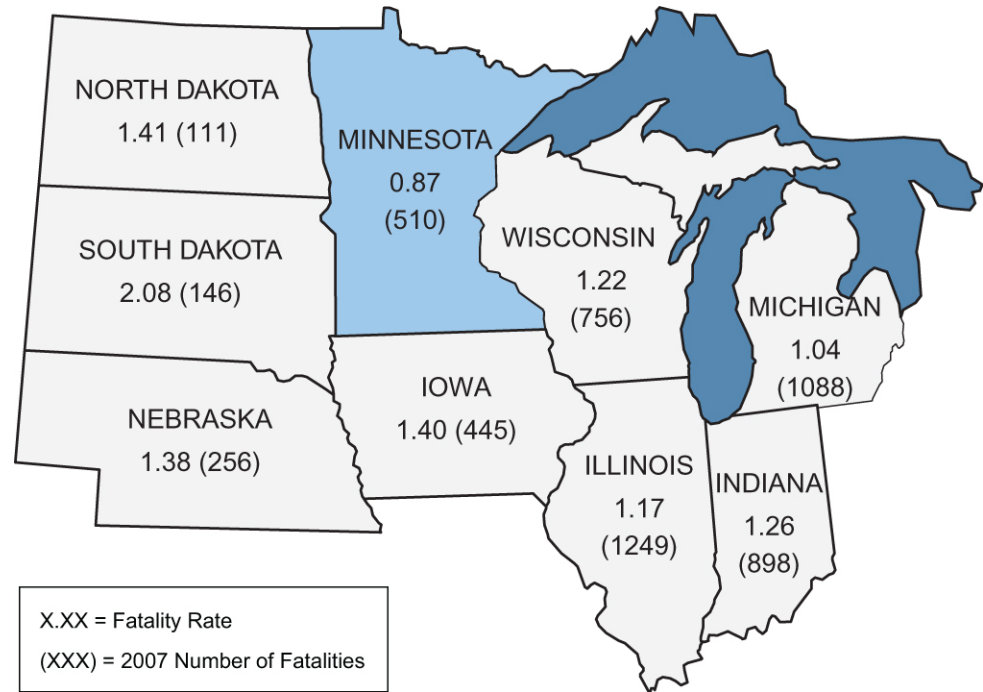 NORTH DAKOTA
1.41 (111)
MINNESOTA
0.87
(510)
SOUTH DAKOTA
2.08 (146)
WISCONSIN
1.22
(756)
MICHIGAN
1.04
(1088)
NEBRASKA
1.38 (256)
IOWA
1.40 (445)
ILLINOIS
1.17
(1249)
INDIANA
1.26
(898)
X.XX = Fatality Rate
(XXX) = 2007 Number of Fatalities